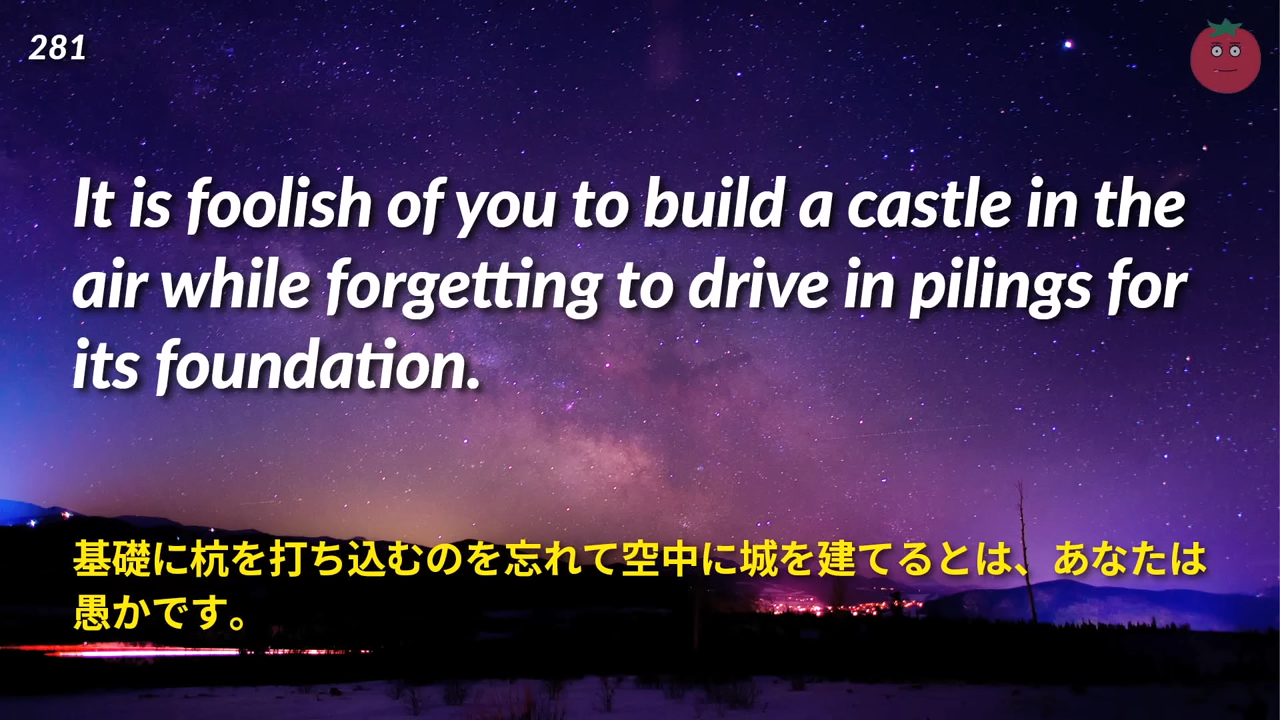 281
It is foolish of you to build a castle in the
air while forgetting to drive in pilings for
its foundation.
基礎に杭を打ち込むのを忘れて空中に城を建てるとは、あなたは
愚かです。